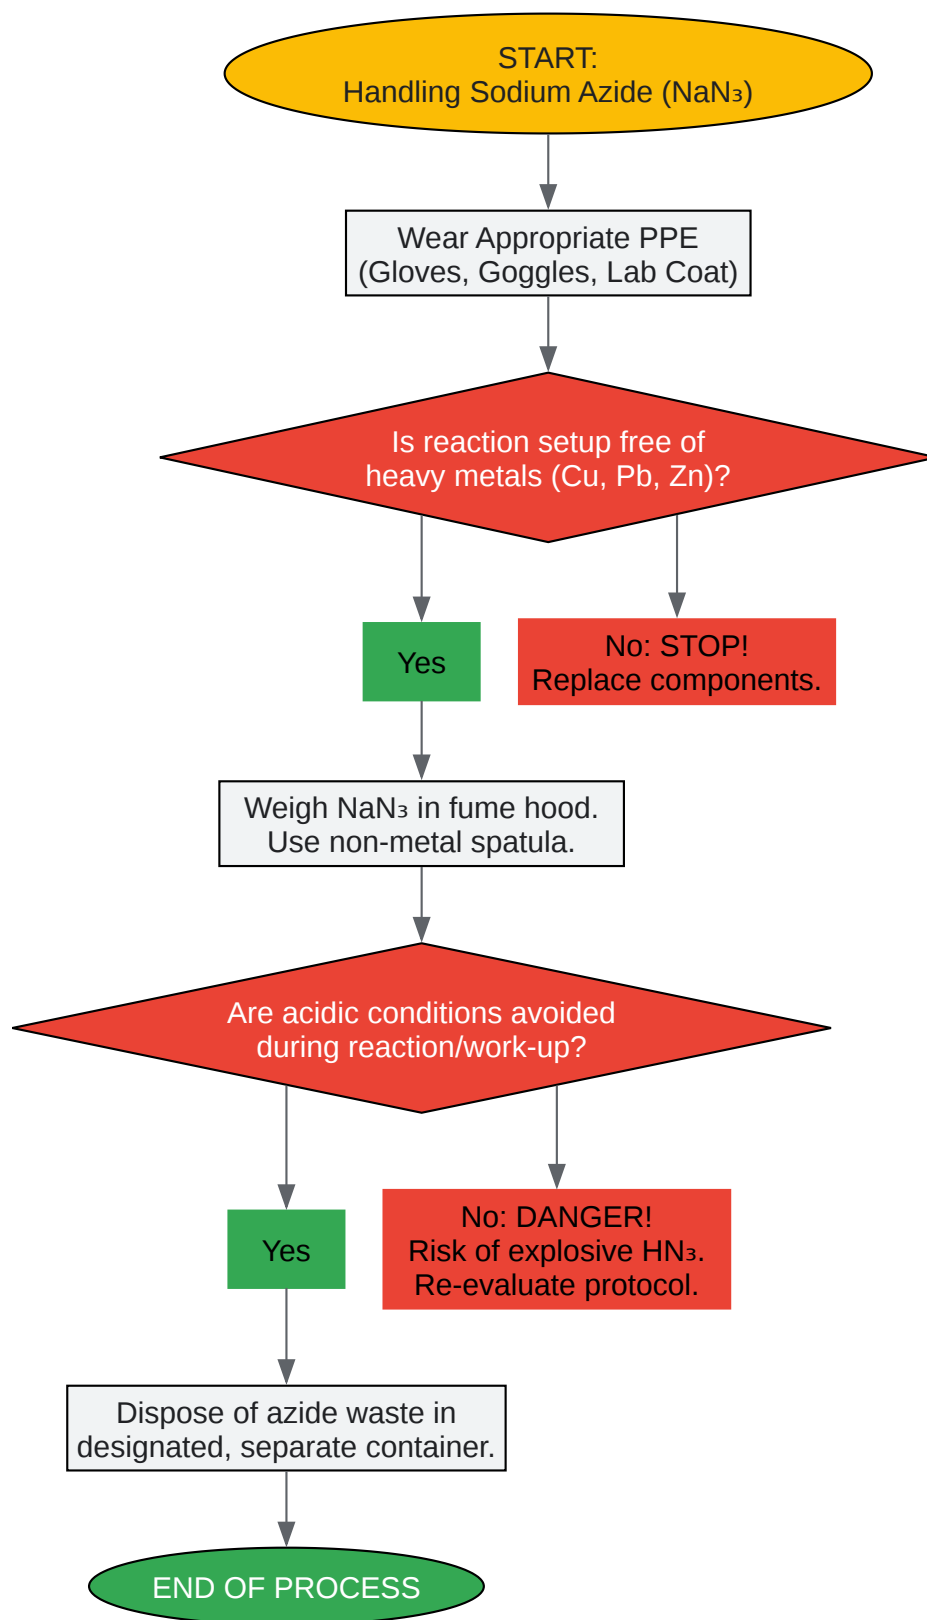 START:
Handling Sodium Azide (NaN₃)
Wear Appropriate PPE
(Gloves, Goggles, Lab Coat)
Is reaction setup free of
heavy metals (Cu, Pb, Zn)?
Yes
No: STOP!
Replace components.
Weigh NaN₃ in fume hood.
Use non-metal spatula.
Are acidic conditions avoided
during reaction/work-up?
Yes
No: DANGER!
Risk of explosive HN₃.
Re-evaluate protocol.
Dispose of azide waste in
designated, separate container.
END OF PROCESS